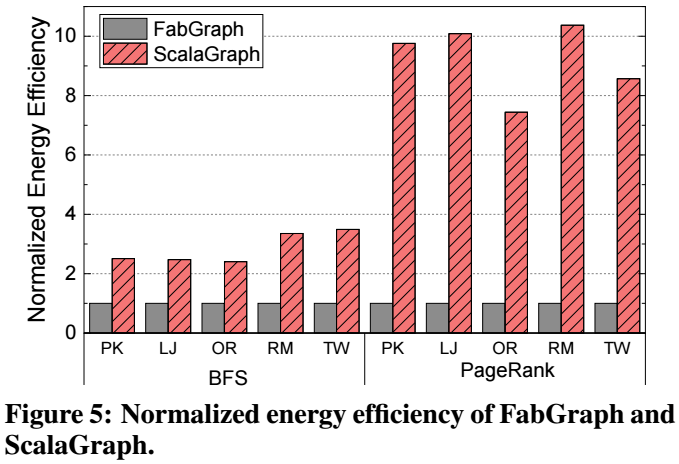 FabGraph
ScalaGraph
Normalized Energy Efficiency
10
8
6
4
2
0
PK LJ OR RM TW PK LJ OR RM TW
BFS PageRank
Figure 5: Normalized energy efficiency of FabGraph and
ScalaGraph.